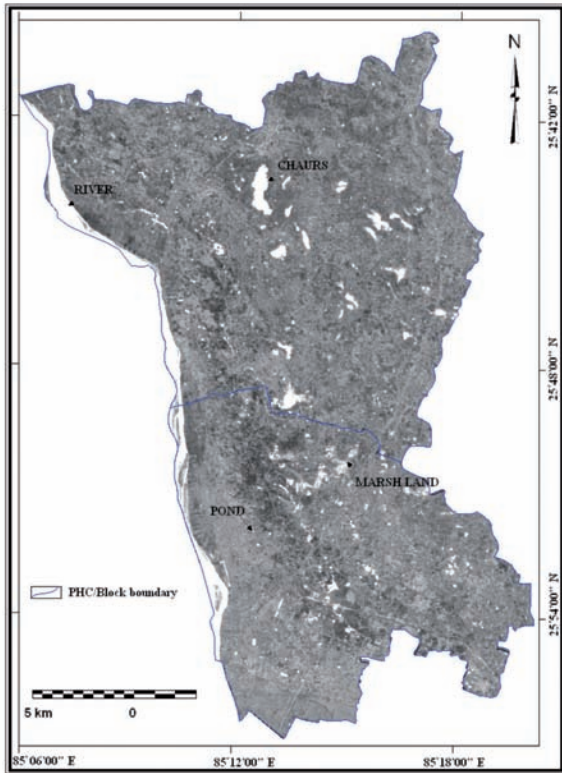 N
CHAURS
RIVER
25°42'00" N
25°48'00" N
MARSH LAND
POND
PHC/Block boundary
25°54'00" N
5 km 0
85°06'00" E 85°12'00" E 85°18'00" E